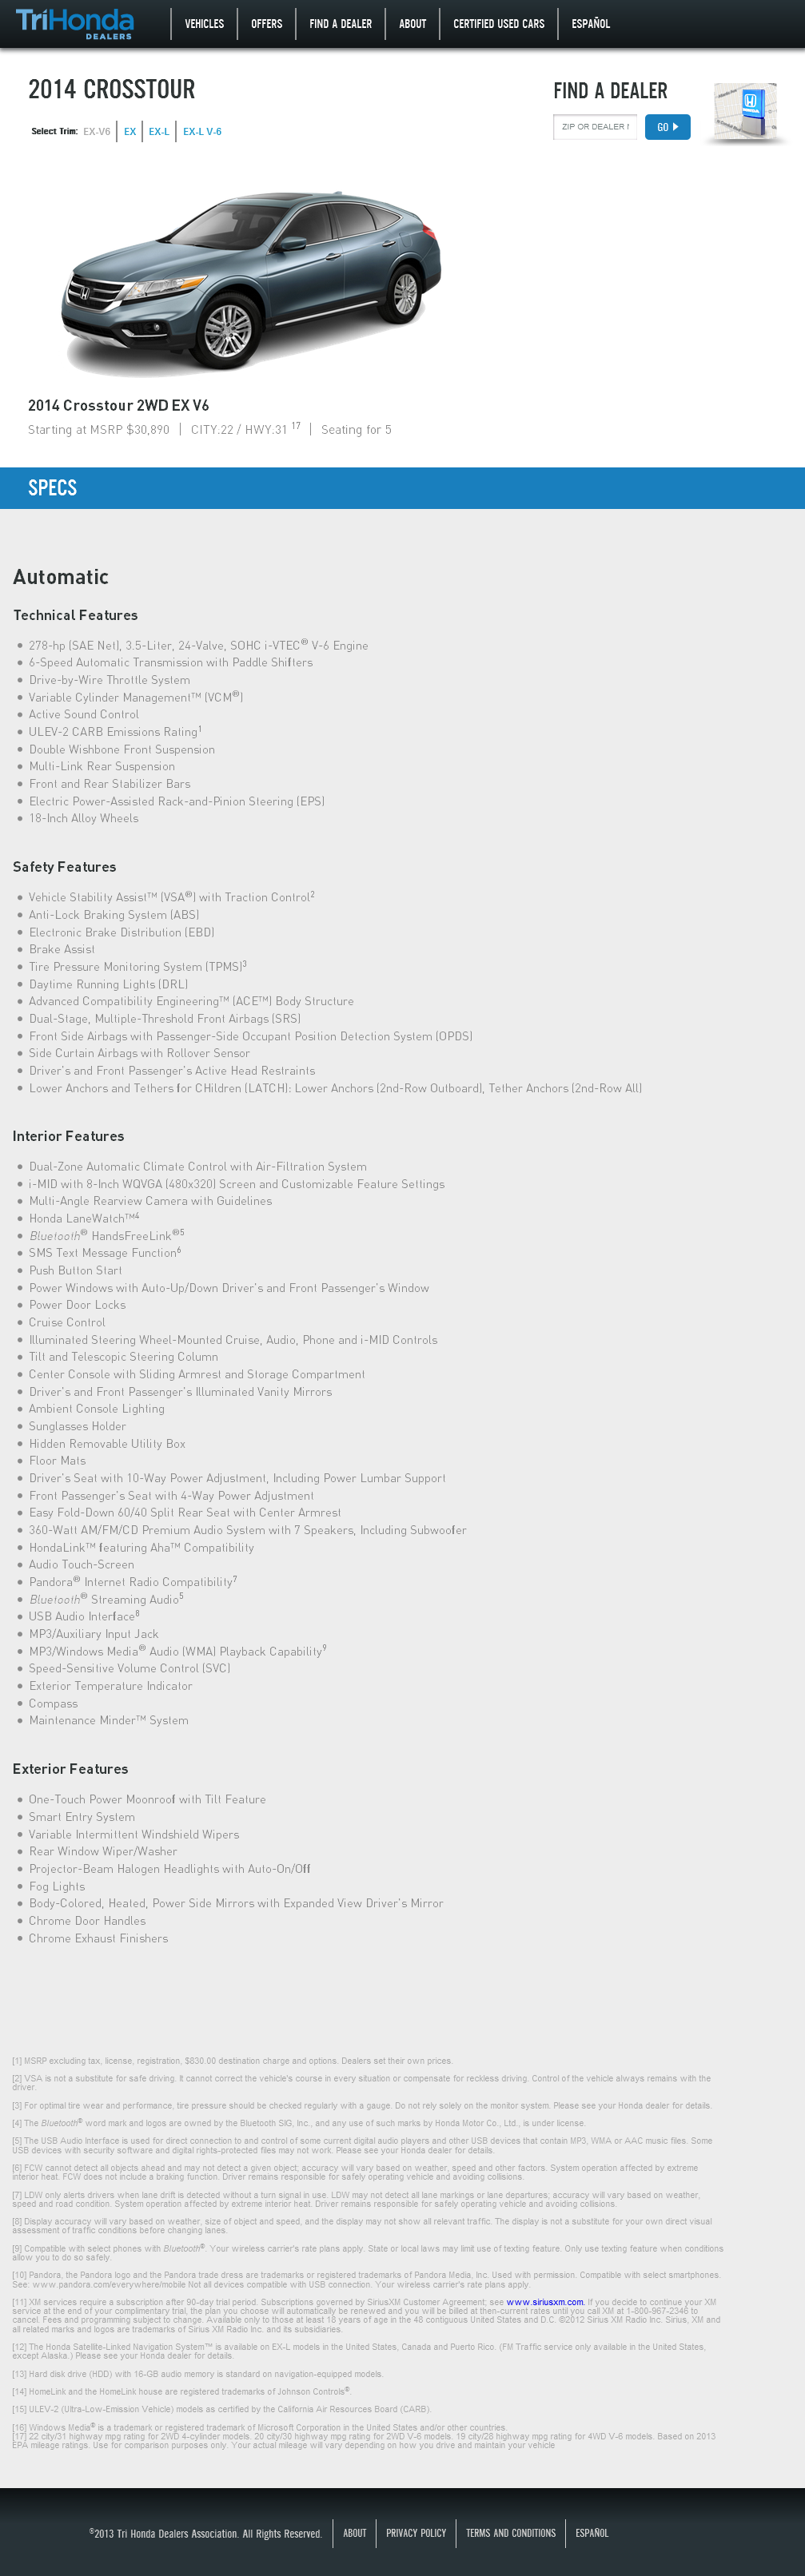 TriHonda
DEALERS
VEHICLES
OFFERS
FIND A DEALER
ABOUT
CERTIFIED USED CARS
ESPAÑOL
2014 CROSSTOUR
Select Trim: EX-V6 EX EX-L EX-L V-6
FIND A DEALER
ZIP OR DEALER
GO
2014 Crosstour 2WD EX V6
Starting at MSRP $30,890 | CITY.22 / HWY.31 17 | Seating for 5
SPECS
Automatic
Technical Features
278-hp (SAE Net), 3.5-Liter, 24-Valve, SOHC i-VTEC® V-6 Engine
6-Speed Automatic Transmission with Paddle Shifters
Drive-by-Wire Throttle System
Variable Cylinder Management™ (VCM®)
Active Sound Control
ULEV-2 CARB Emissions Rating1
Double Wishbone Front Suspension
Multi-Link Rear Suspension
Front and Rear Stabilizer Bars
Electric Power-Assisted Rack-and-Pinion Steering (EPS)
18-Inch Alloy Wheels
Safety Features
Vehicle Stability Assist™ (VSA®) with Traction Control2
Anti-Lock Braking System (ABS)
Electronic Brake Distribution (EBD)
Brake Assist
Tire Pressure Monitoring System (TPMS)3
Daytime Running Lights (DRL)
Advanced Compatibility Engineering™ (ACE™) Body Structure
Dual-Stage, Multiple-Threshold Front Airbags (SRS)
Front Side Airbags with Passenger-Side Occupant Position Detection System (OPDS)
Side Curtain Airbags with Rollover Sensor
Driver's and Front Passenger's Active Head Restraints
Lower Anchors and Tethers for CHildren (LATCH): Lower Anchors (2nd-Row Outboard), Tether Anchors (2nd-Row All)
Interior Features
Dual-Zone Automatic Climate Control with Air-Filtration System
i-MID with 8-Inch WQVGA (480x320) Screen and Customizable Feature Settings
Multi-Angle Rearview Camera with Guidelines
Honda LaneWatch™4
Bluetooth® HandsFreeLink®5
SMS Text Message Function6
Push Button Start
Power Windows with Auto-Up/Down Driver's and Front Passenger's Window
Power Door Locks
Cruise Control
Illuminated Steering Wheel-Mounted Cruise, Audio, Phone and i-MID Controls
Tilt and Telescopic Steering Column
Center Console with Sliding Armrest and Storage Compartment
Driver's and Front Passenger's Illuminated Vanity Mirrors
Ambient Console Lighting
Sunglasses Holder
Hidden Removable Utility Box
Floor Mats
Driver's Seat with 10-Way Power Adjustment, Including Power Lumbar Support
Front Passenger's Seat with 4-Way Power Adjustment
Easy Fold-Down 60/40 Split Rear Seat with Center Armrest
360-Watt AM/FM/CD Premium Audio System with 7 Speakers, Including Subwoofer
HondaLink™ featuring Aha™ Compatibility
Audio Touch-Screen
Pandora® Internet Radio Compatibility7
Bluetooth® Streaming Audio5
USB Audio Interface8
MP3/Auxiliary Input Jack
MP3/Windows Media® Audio (WMA) Playback Capability9
Speed-Sensitive Volume Control (SVC)
Exterior Temperature Indicator
Compass
Maintenance Minder™ System
Exterior Features
One-Touch Power Moonroof with Tilt Feature
Smart Entry System
Variable Intermittent Windshield Wipers
Rear Window Wiper/Washer
Projector-Beam Halogen Headlights with Auto-On/Off
Fog Lights
Body-Colored, Heated, Power Side Mirrors with Expanded View Driver's Mirror
Chrome Door Handles
Chrome Exhaust Finishers
[1] MSRP excluding tax, license, registration, $830.00 destination charge and options. Dealers set their own prices.
[2] VSA is not a substitute for safe driving. It cannot correct the vehicle's course in every situation or compensate for reckless driving. Control of the vehicle always remains with the
driver.
[3] For optimal tire wear and performance, tire pressure should be checked regularly with a gauge. Do not rely solely on the monitor system. Please see your Honda dealer for details.
[4] The Bluetooth® word mark and logos are owned by the Bluetooth SIG, Inc., and any use of such marks by Honda Motor Co., Ltd., is under license.
[5] The USB Audio Interface is used for direct connection to and control of some current digital audio players and other USB devices that contain MP3, WMA or AAC music files. Some
USB devices with security software and digital rights-protected files may not work. Please see your Honda dealer for details.
[6] FCW cannot detect all objects ahead and may not detect a given object; accuracy will vary based on weather, speed and other factors. System operation affected by extreme
interior heat. FCW does not include a braking function. Driver remains responsible for safely operating vehicle and avoiding collisions.
[7] LDW only alerts drivers when lane drift is detected without a turn signal in use. LDW may not detect all lane markings or lane departures; accuracy will vary based on weather,
speed and road condition. System operation affected by extreme interior heat. Driver remains responsible for safely operating vehicle and avoiding collisions.
[8] Display accuracy will vary based on weather, size of object and speed, and the display may not show all relevant traffic. The display is not a substitute for your own direct visual
assessment of traffic conditions before changing lanes.
[9] Compatible with select phones with Bluetooth®. Your wireless carrier's rate plans apply. State or local laws may limit use of texting feature. Only use texting feature when conditions
allow you to do so safely.
[10] Pandora, the Pandora logo and the Pandora trade dress are trademarks or registered trademarks of Pandora Media, Inc. Used with permission. Compatible with select smartphones.
See: www.pandora.com/everywhere/mobile Not all devices compatible with USB connection. Your wireless carrier's rate plans apply.
[11] XM services require a subscription after 90-day trial period. Subscriptions governed by SiriusXM Customer Agreement; see www.siriusxm.com. If you decide to continue your XM
service at the end of your complimentary trial, the plan you choose will automatically be renewed and you will be billed at then-current rates until you call XM at 1-800-967-2346 to
cancel. Fees and programming subject to change. Available only to those at least 18 years of age in the 48 contiguous United States and D.C. ©2012 Sirius XM Radio Inc. Sirius, XM and
all related marks and logos are trademarks of Sirius XM Radio Inc. and its subsidiaries.
[12] The Honda Satellite-Linked Navigation System™ is available on EX-L models in the United States, Canada and Puerto Rico. (FM Traffic service only available in the United States,
except Alaska.) Please see your Honda dealer for details.
[13] Hard disk drive (HDD) with 16-GB audio memory is standard on navigation-equipped models.
[14] HomeLink and the HomeLink house are registered trademarks of Johnson Controls®.
[15] ULEV-2 (Ultra-Low-Emission Vehicle) models as certified by the California Air Resources Board (CARB).
[16] Windows Media® is a trademark or registered trademark of Microsoft Corporation in the United States and/or other countries.
[17] 22 city/31 highway mpg rating for 2WD 4-cylinder models. 20 city/30 highway mpg rating for 2WD V-6 models. 19 city/28 highway mpg rating for 4WD V-6 models. Based on 2013
EPA mileage ratings. Use for comparison purposes only. Your actual mileage will vary depending on how you drive and maintain your vehicle
©2013 Tri Honda Dealers Association. All Rights Reserved.
ABOUT
PRIVACY POLICY
TERMS AND CONDITIONS
ESPAÑOL